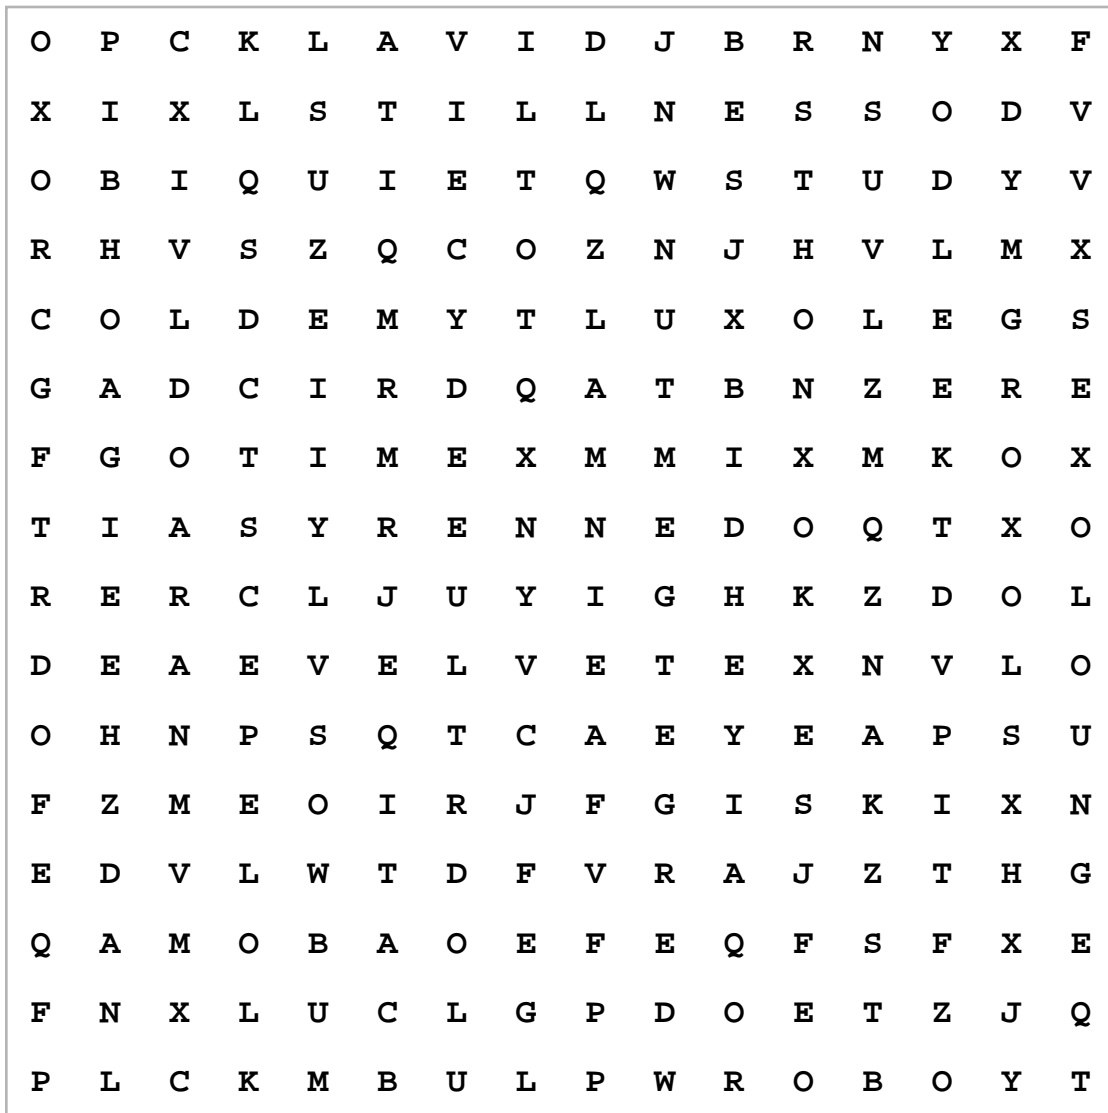 O P C K L A V I D J B R N Y X F
X I X L S T I L L N E S S O D V
O B I Q U I E T Q W S T U D Y V
R H V S Z Q C O Z N J H V L M X
C O L D E M Y T L U X O L E G S
G A D C I R D Q A T B N Z E R E
F G O T I M E X M M I X M K O X
T I A S Y R E N N E D O Q T X O
R E R C L J U Y I G H K Z D O L
D E A E V E L V E T E X N V L O
O H N P S Q T C A E Y E A P S U
F Z M E O I R J F G I S K I X N
E D V L W T D F V R A J Z T H G
Q A M O B A O E F E Q F S F X E
F N X L U C L G P D O E T Z J Q
P L C K M B U L P W R O B O Y T